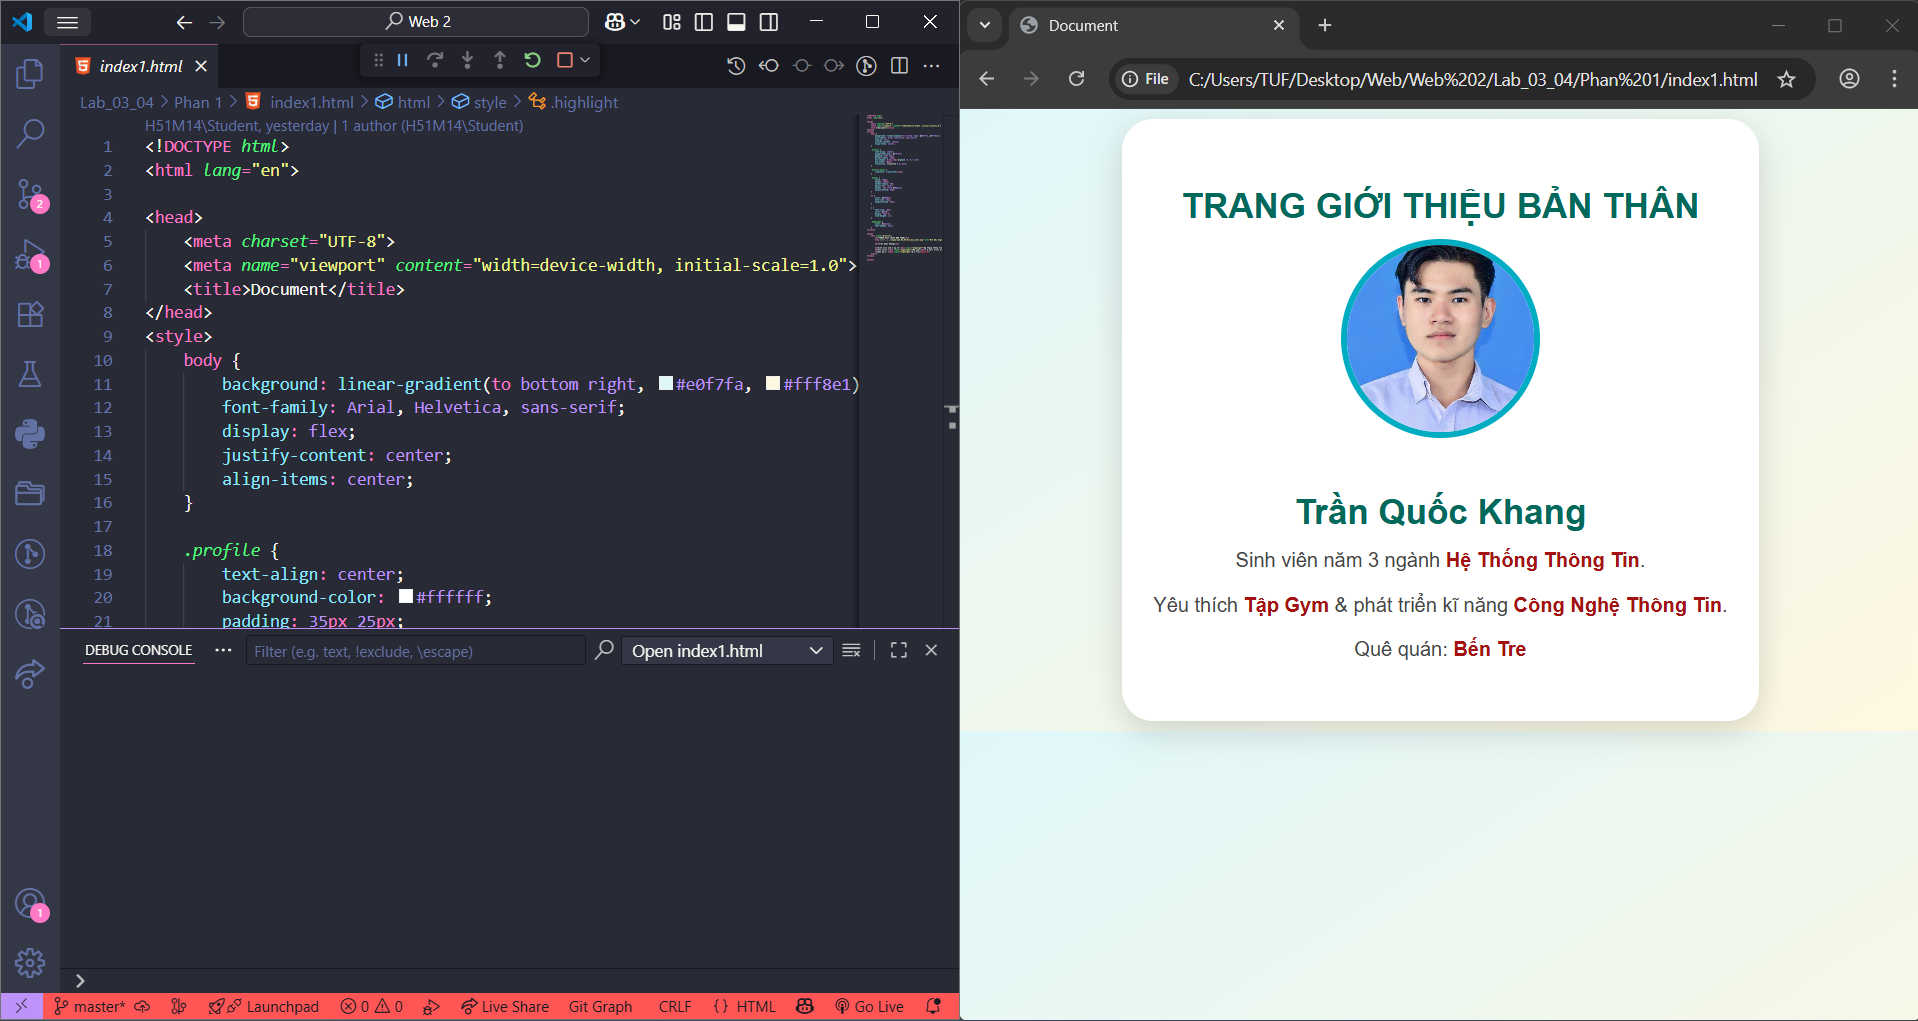 Web 2
index1.html
Lab_03_04 > Phan 1 > index1.html > html > style > .highlight
H51M14\Student, yesterday | 1 author (H51M14\Student)
1 <!DOCTYPE html>
2 <html lang="en">
3
4 <head>
5 <meta charset="UTF-8">
6 <meta name="viewport" content="width=device-width, initial-scale=1.0">
7 <title>Document</title>
8 </head>
9 <style>
10 body {
11 background: linear-gradient(to bottom right, #e0f7fa, #fff8e1)
12 font-family: Arial, Helvetica, sans-serif;
13 display: flex;
14 justify-content: center;
15 align-items: center;
16 }
17
18 .profile {
19 text-align: center;
20 background-color: #ffffff;
21 padding: 35px 25px;
2
1
1
DEBUG CONSOLE
Filter (e.g. text, !exclude, \escape)
Open index1.html
master*
Launchpad
0 0
Live Share
Git Graph
CRLF
{ } HTML
Go Live
Document
File
C:/Users/TUF/Desktop/Web/Web%202/Lab_03_04/Phan%201/index1.html
TRANG GIỚI THIỆU BẢN THÂN
Trần Quốc Khang
Sinh viên năm 3 ngành Hệ Thống Thông Tin.
Yêu thích Tập Gym & phát triển kĩ năng Công Nghệ Thông Tin.
Quê quán: Bến Tre